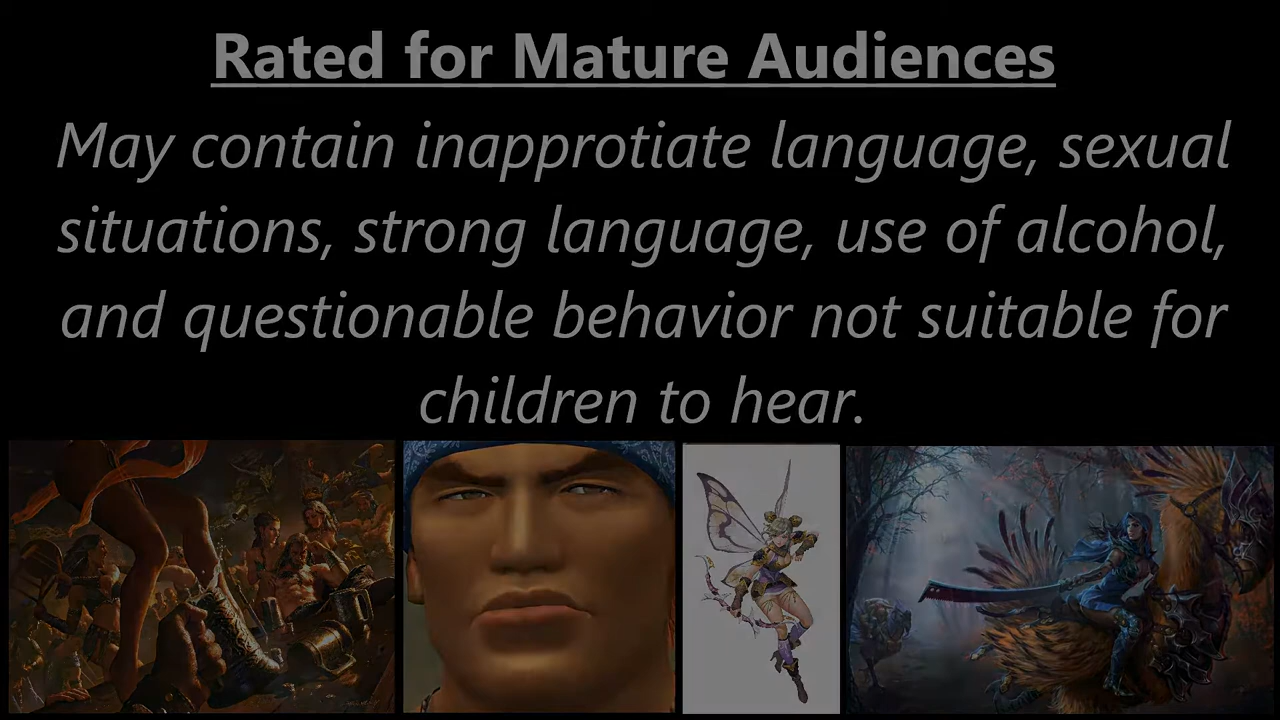 Rated for Mature Audiences
May contain inapprotiate language, sexual
situations, strong language, use of alcohol,
and questionable behavior not suitable for
children to hear.